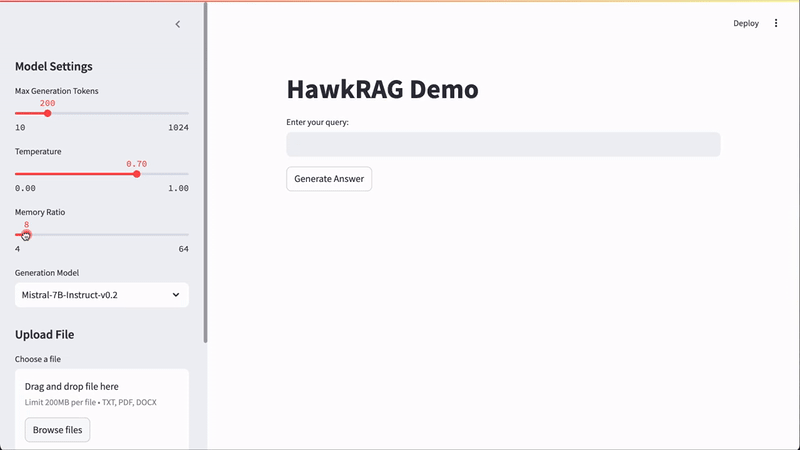 Deploy
Model Settings
Max Generation Tokens
200
10 1024
Temperature
0.70
0.00 1.00
Memory Ratio
8
4 64
Generation Model
Mistral-7B-Instruct-v0.2
Upload File
Choose a file
Drag and drop file here
Limit 200MB per file • TXT, PDF, DOCX
Browse files
HawkRAG Demo
Enter your query:
Generate Answer